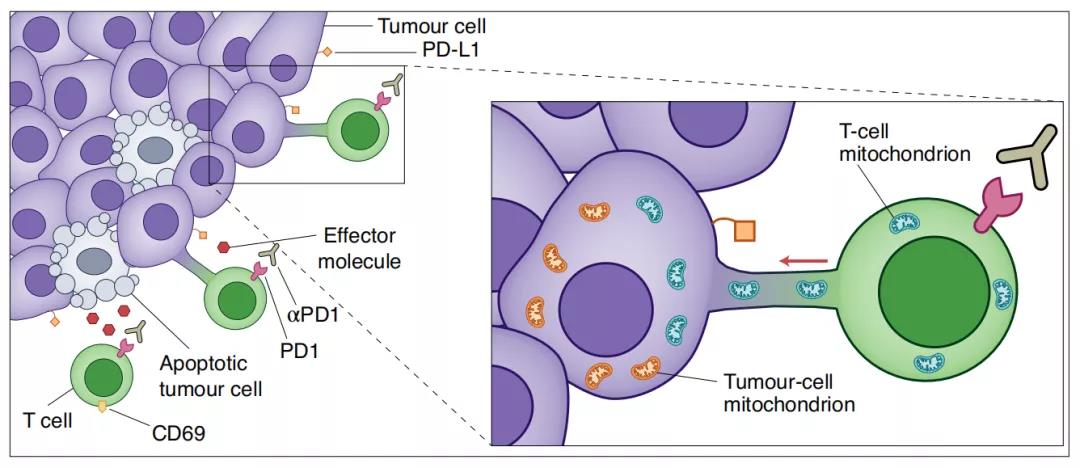 Tumour cell
PD-L1
Effector
molecule
αPD1
PD1
Apoptotic
tumour cell
T cell
CD69
T-cell
mitochondrion
Tumour-cell
mitochondrion